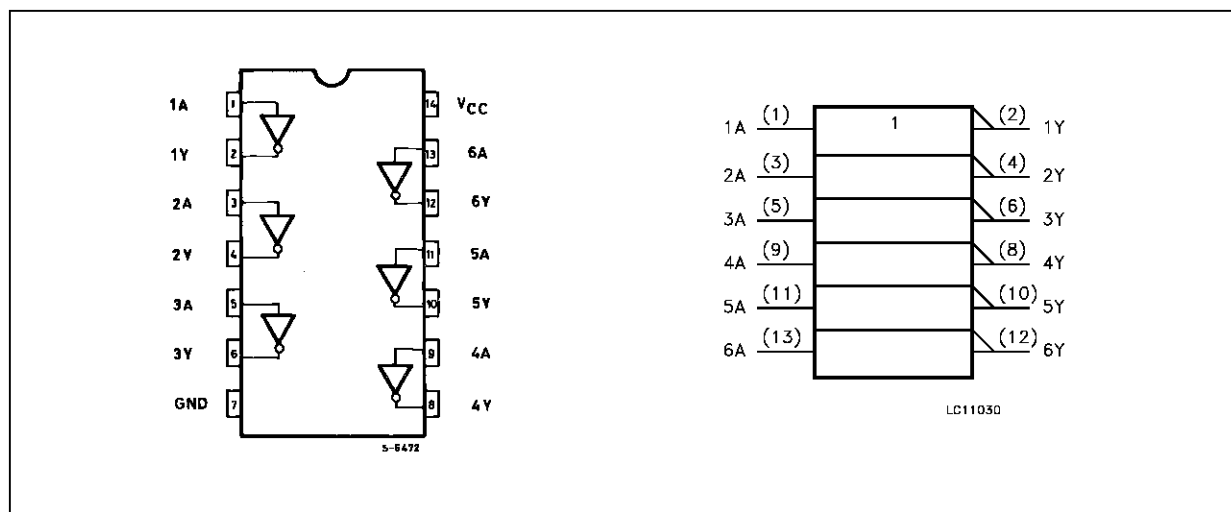 1A 1 14 VCC
1Y 2 13 6A
2A 3 12 6Y
2Y 4 11 5A
3A 5 10 5Y
3Y 6 9 4A
GND 7 8 4Y
S-6472
1A (1) 1 (2) 1Y
2A (3) (4) 2Y
3A (5) (6) 3Y
4A (9) (8) 4Y
5A (11) (10) 5Y
6A (13) (12) 6Y
LC11030